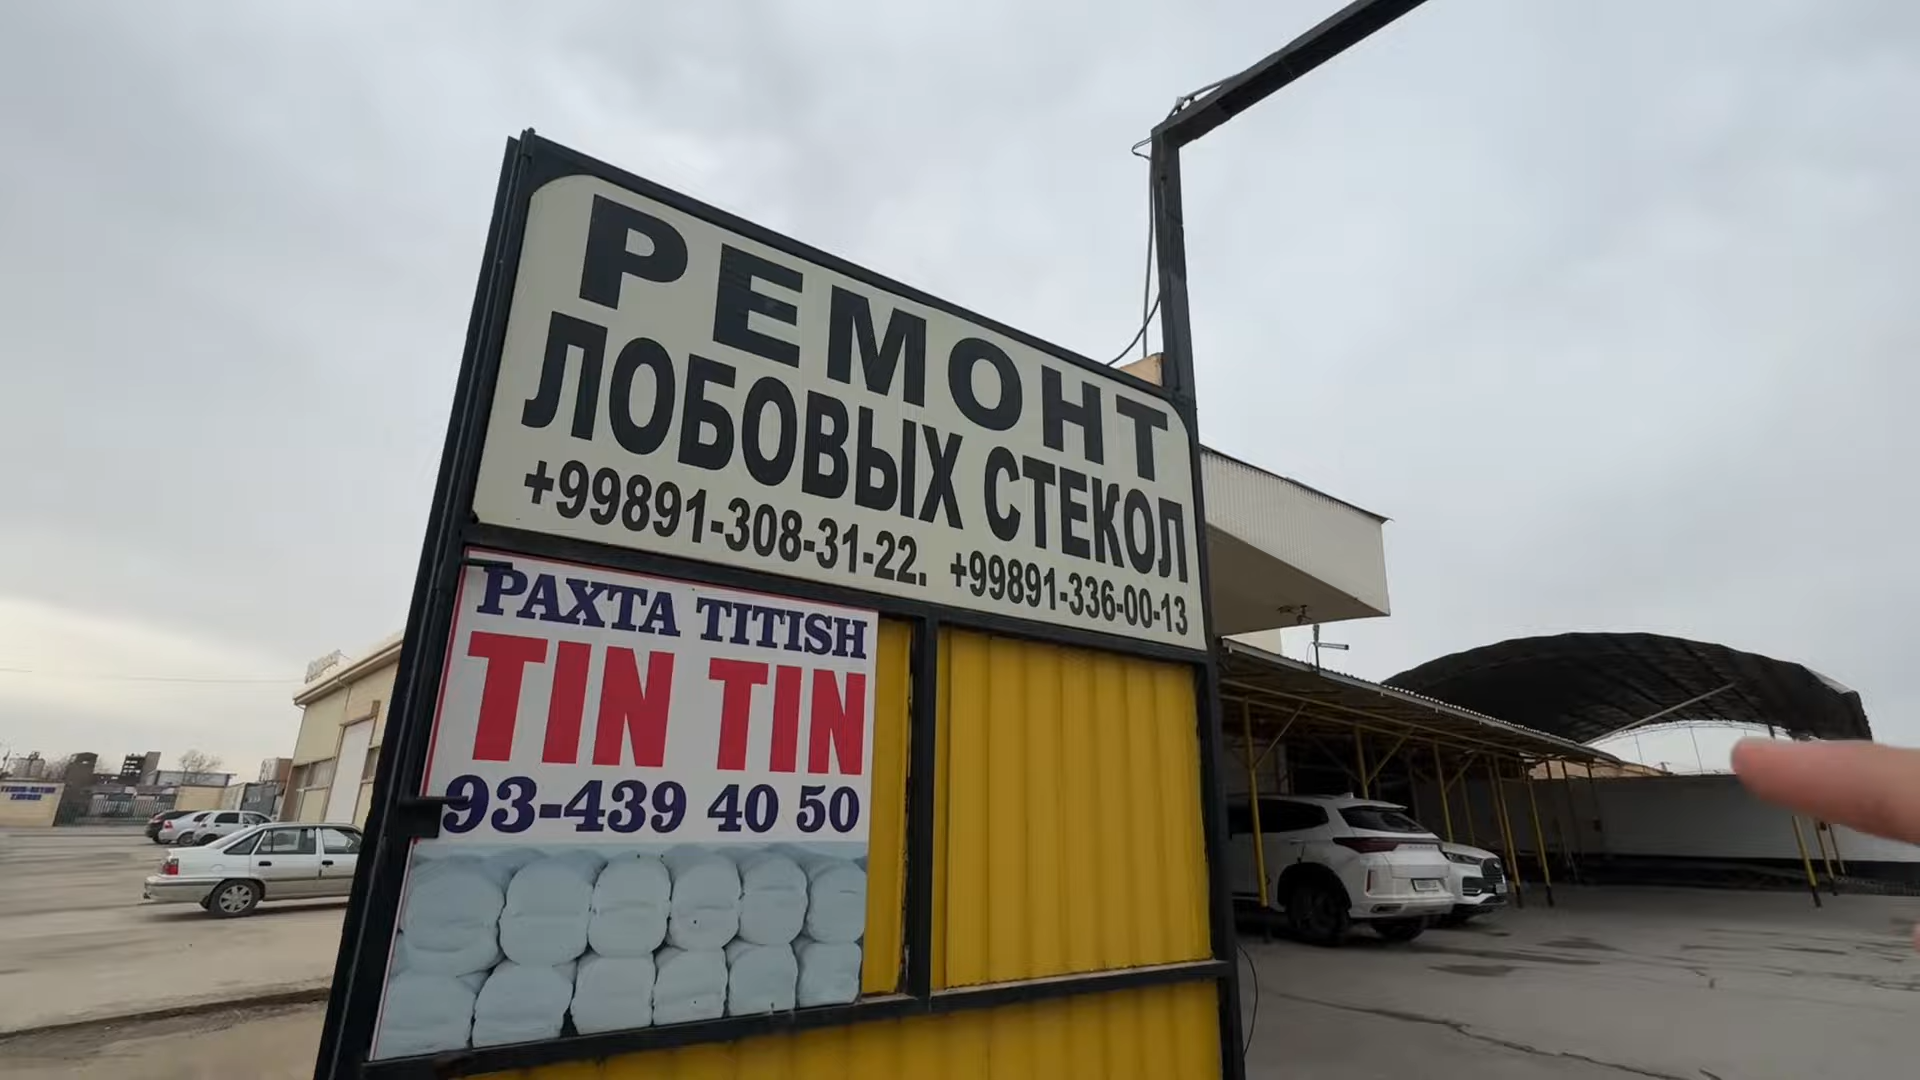 РЕМОНТ
ЛОБОВЫХ СТЕКОЛ
+99891-308-31-22. +99891-336-00-13
PAXTA TITISH
TIN TIN
93-439 40 50